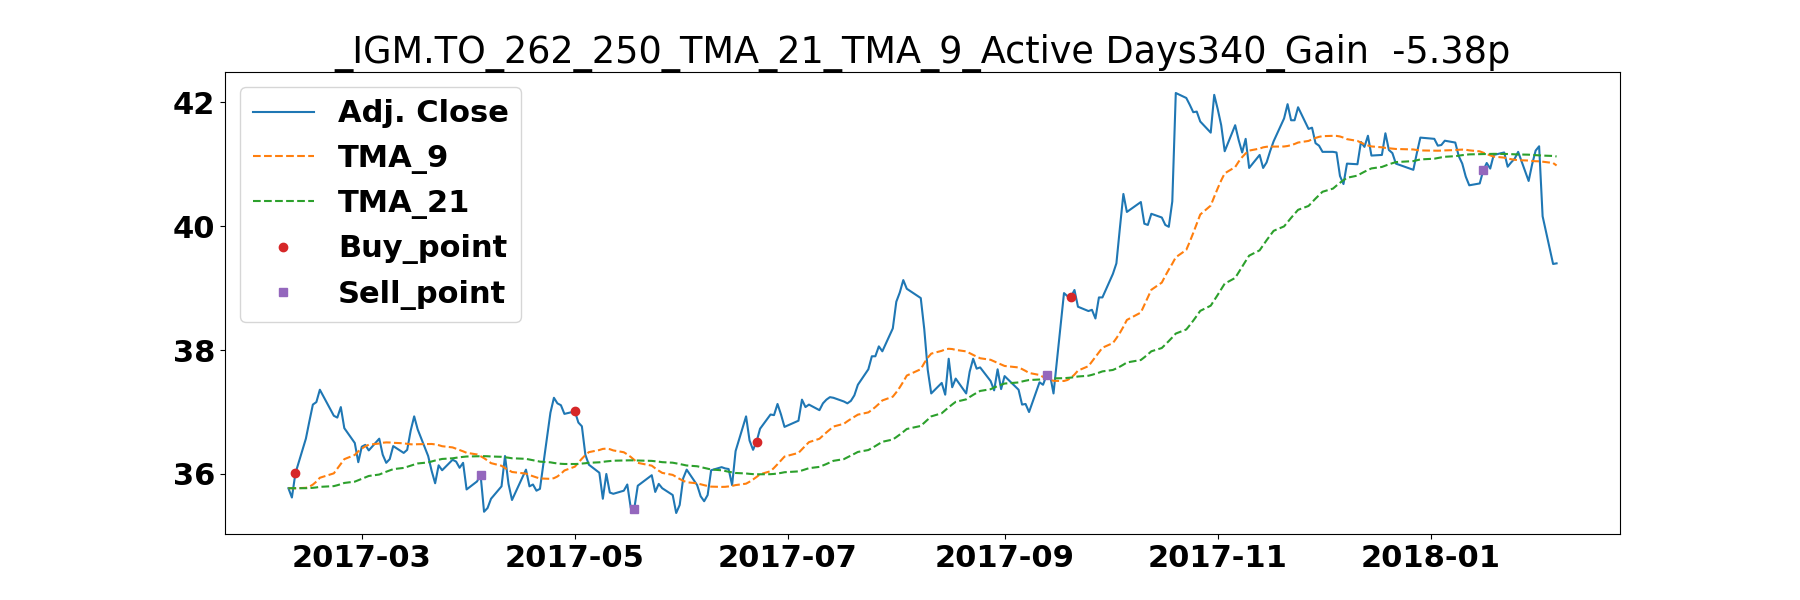 _IGM.TO_262_250_TMA_21_TMA_9_Active Days340_Gain  -5.38p
Adj. Close
TMA_9
TMA_21
Buy_point
Sell_point
42
40
38
36
2017-03 2017-05 2017-07 2017-09 2017-11 2018-01